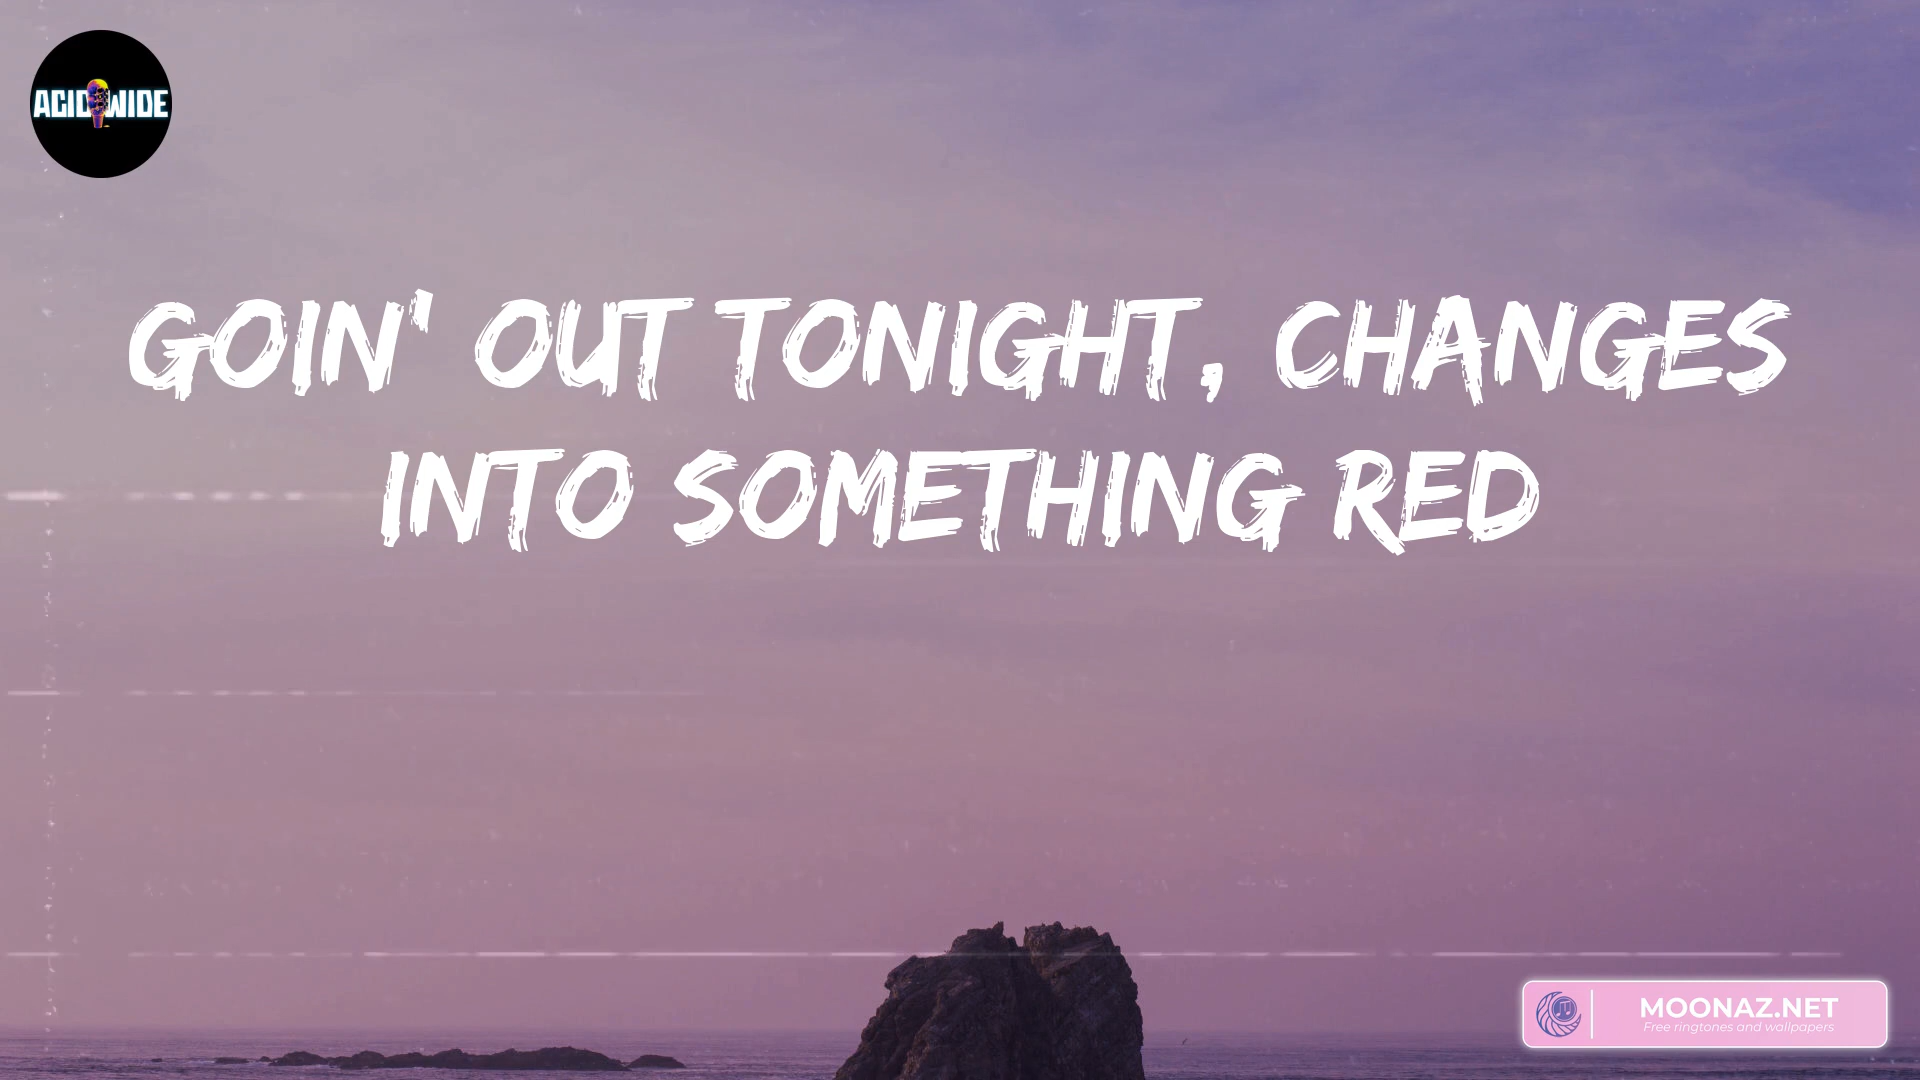 ACID WIDE
GOIN' OUT TONIGHT, CHANGES
INTO SOMETHING RED
MOONAZ.NET
Free ringtones and wallpapers